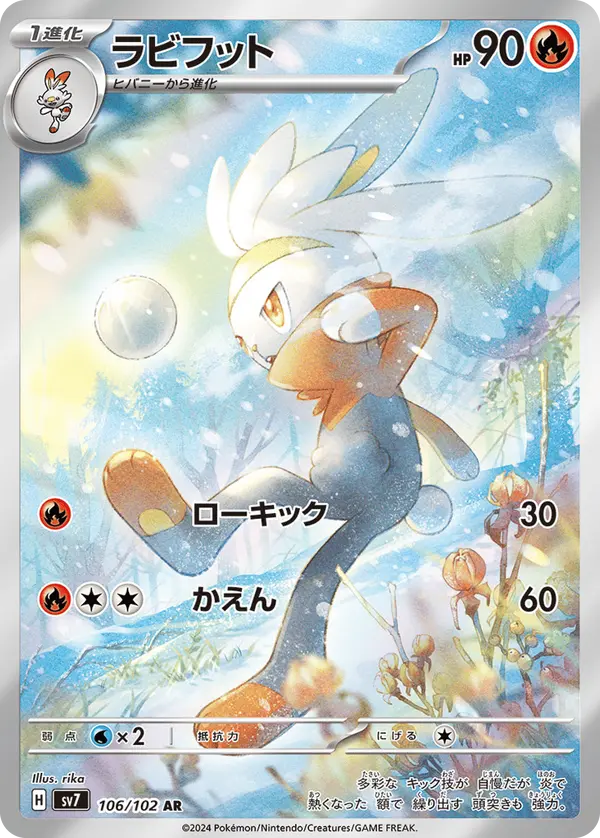 1進化
ラビフット
HP90
ヒバニーから進化
ローキック 30
かえん 60
弱点 ×2 抵抗力 にげる
Illus. rika
多彩な キック技が 自慢だが 炎で
熱くなった 額で 繰り出す 頭突きも 強力。
H sv7 106/102 AR
©2024 Pokémon/Nintendo/Creatures/GAME FREAK.